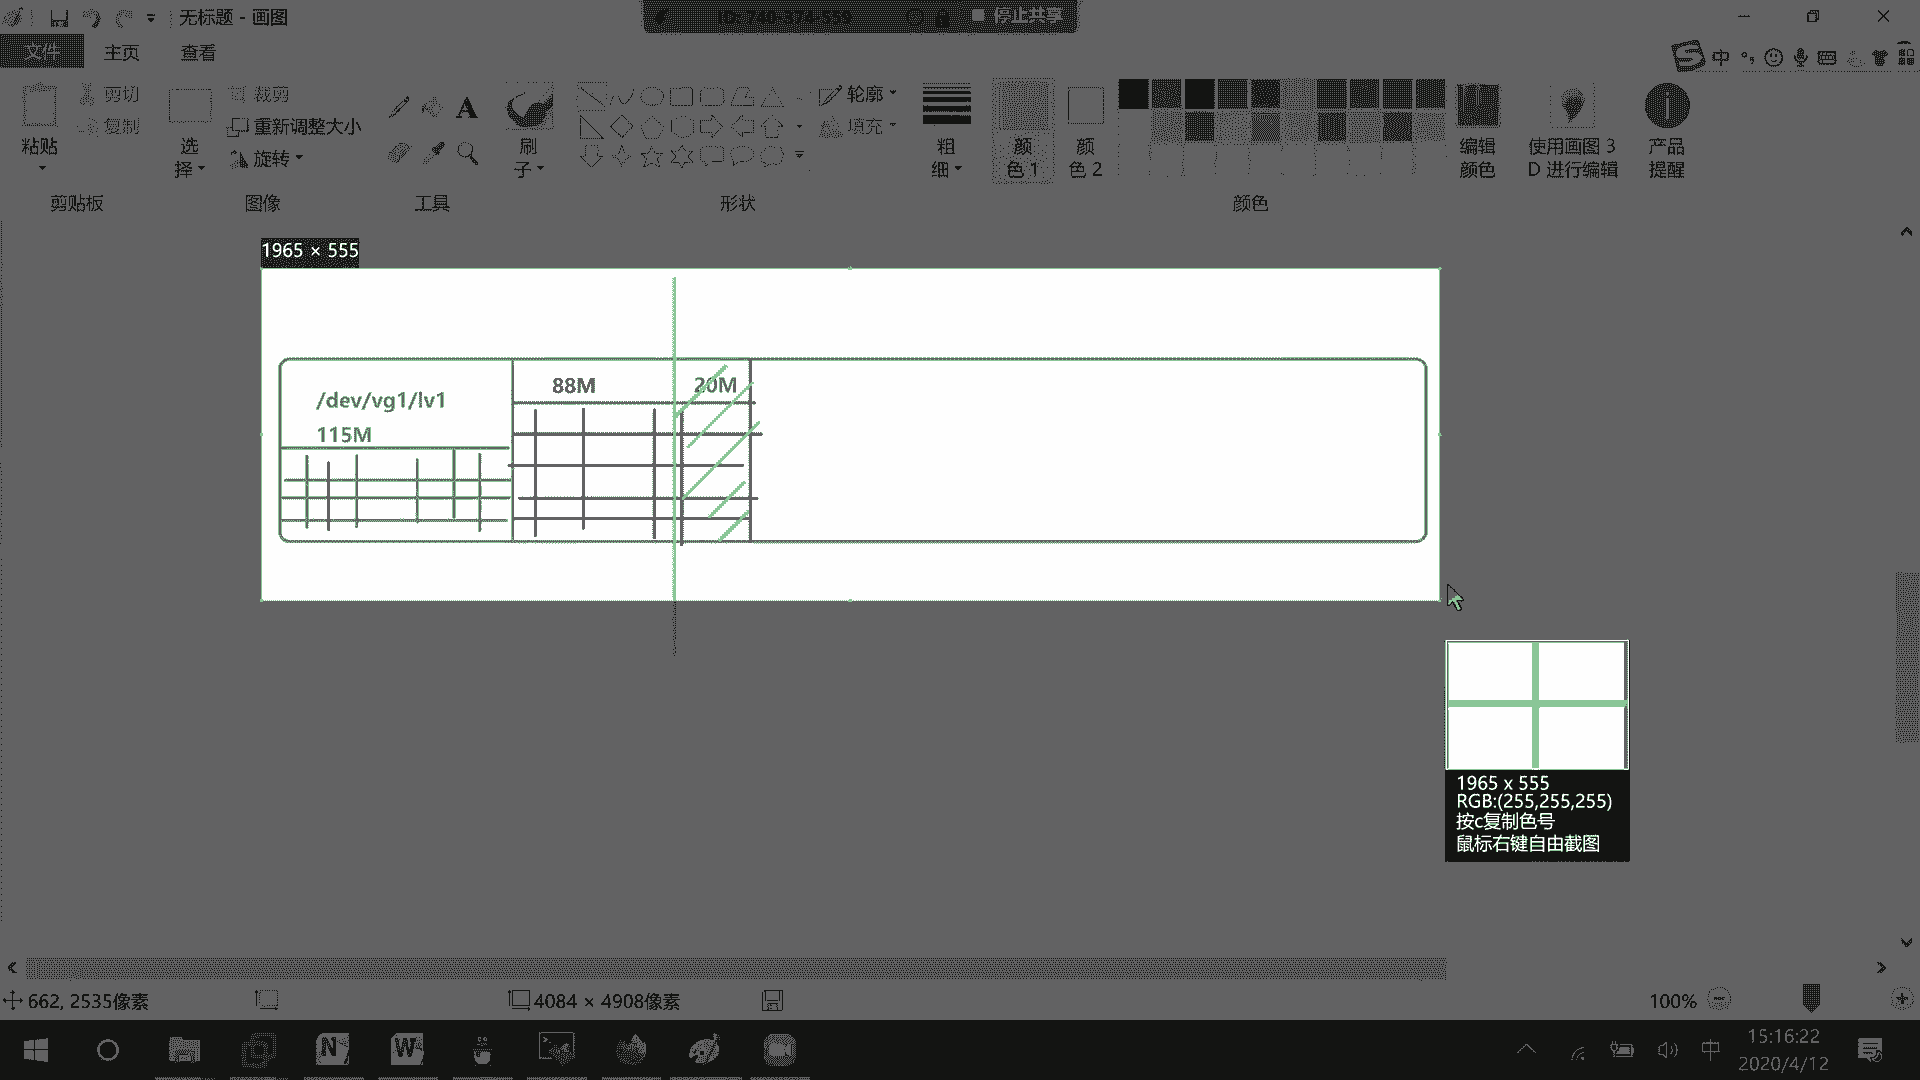 无标题 - 画图
ID: 740-374-559
停止共享
文件
主页
查看
中
粘贴
剪切
复制
选
择
裁剪
重新调整大小
旋转
A
刷
子
轮廓
填充
粗
细
颜
色 1
颜
色 2
编辑
颜色
使用画图 3
D 进行编辑
产品
提醒
剪贴板
图像
工具
形状
颜色
1965 × 555
/dev/vg1/lv1
115M
88M
20M
1965 x 555
RGB:(255,255,255)
按c复制色号
鼠标右键自由截图
662, 2535像素
4084 × 4908像素
100%
N
W
中
15:16:22
2020/4/12